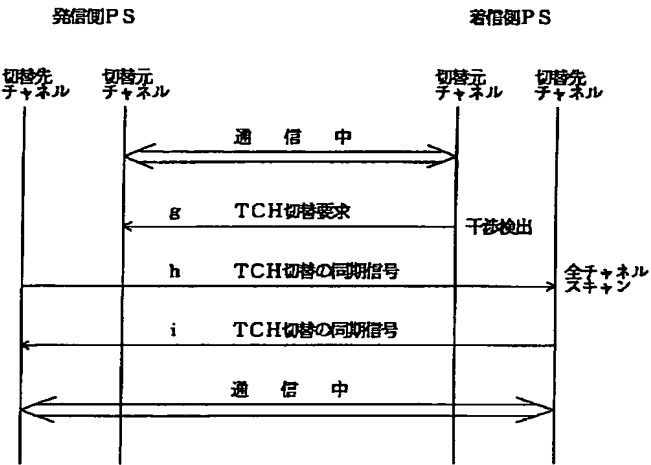 発信側PS
着信側PS
切替先
チャネル
切替元
チャネル
切替元
チャネル
切替先
チャネル
通信中
g TCH切替要求
干渉検出
h TCH切替の同期信号
全チャネル
スキャン
i TCH切替の同期信号
通信中